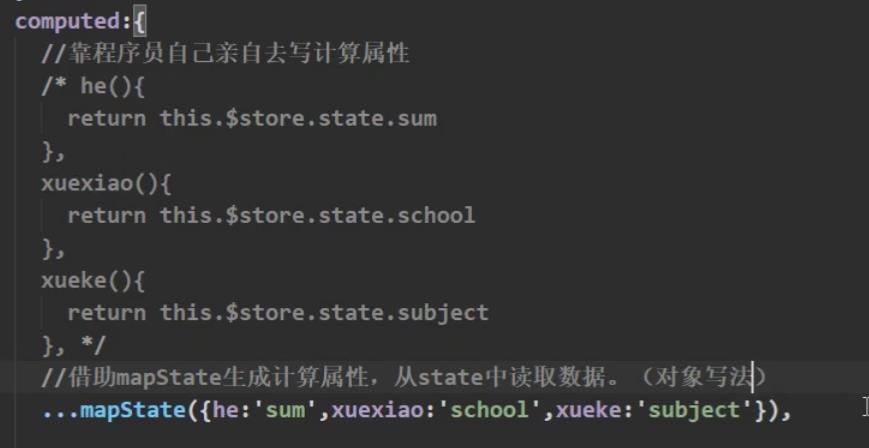 computed:{
//靠程序员自己亲自去写计算属性
/* he(){
return this.$store.state.sum
},
xuexiao(){
return this.$store.state.school
},
xueke(){
return this.$store.state.subject
}, */
//借助mapState生成计算属性，从state中读取数据。（对象写法）
...mapState({he:'sum',xuexiao:'school',xueke:'subject'}),